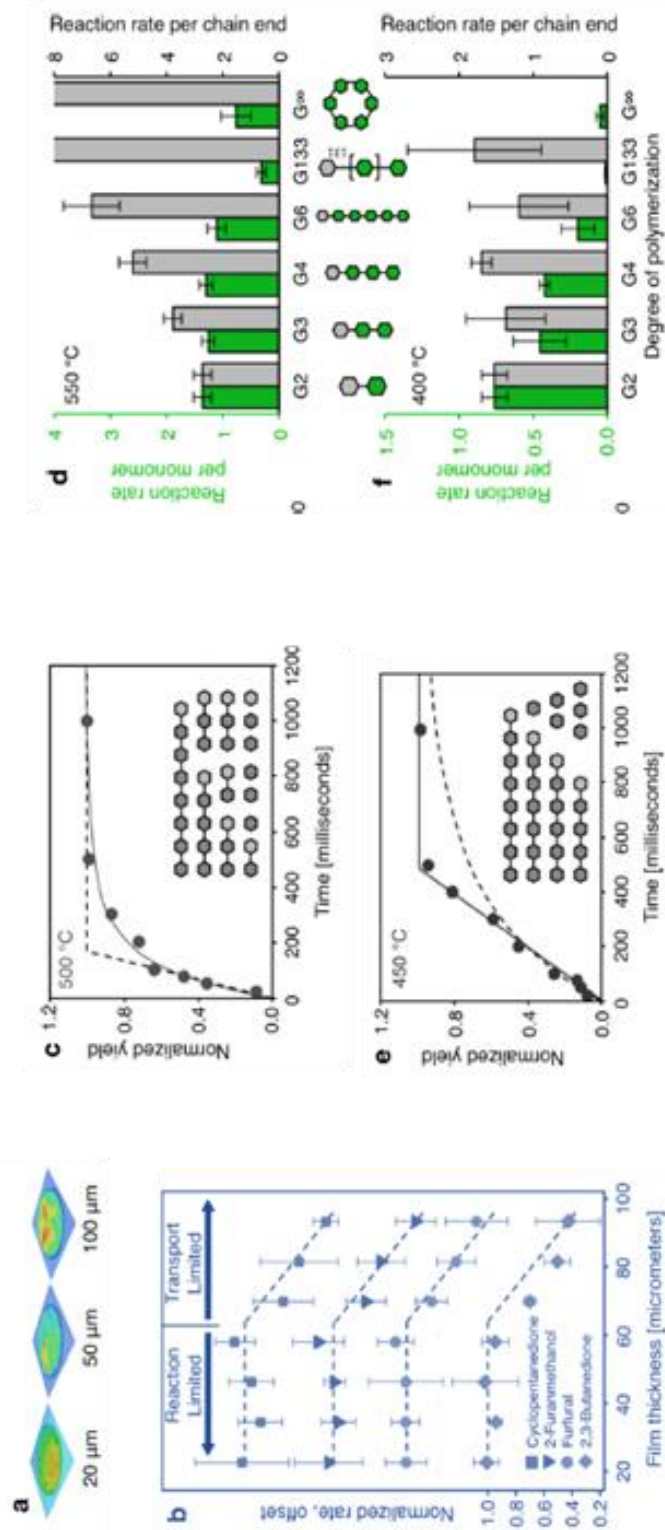 a
20 µm 50 µm 100 µm
b
Reaction
Limited
Transport
Limited
Normalized rate, offset
1.0
0.8
0.6
0.4
0.2
Cyclopentanedione
2-Furanmethanol
Furfural
2,3-Butanedione
20 40 60 80 100
Film thickness [micrometers]
c
500 °C
Normalized yield
1.2
0.8
0.4
0.0
0 200 400 600 800 1000 1200
Time [milliseconds]
e
450 °C
Normalized yield
1.2
0.8
0.4
0.0
0 200 400 600 800 1000 1200
Time [milliseconds]
d
550 °C
Reaction rate
per monomer
4
3
2
1
0
Reaction rate per chain end
8
6
4
2
0
G2 G3 G4 G6 G133 G∞
131
f
400 °C
Reaction rate
per monomer
1.5
1.0
0.5
0.0
Reaction rate per chain end
3
2
1
0
G2 G3 G4 G6 G133 G∞
Degree of polymerization
0